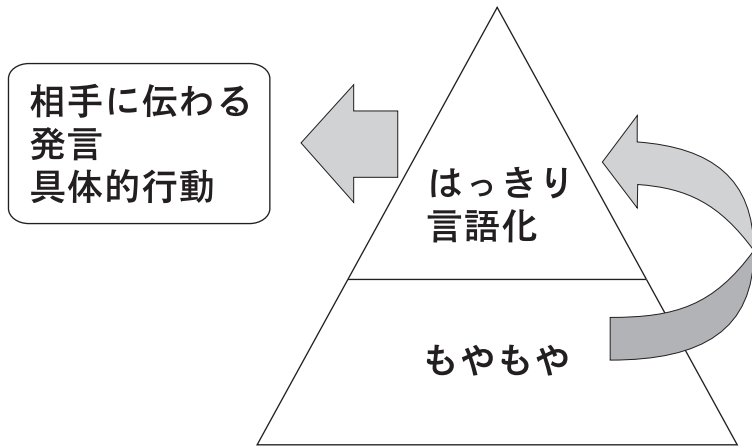 相手に伝わる
発言
具体的行動
はっきり
言語化
もやもや